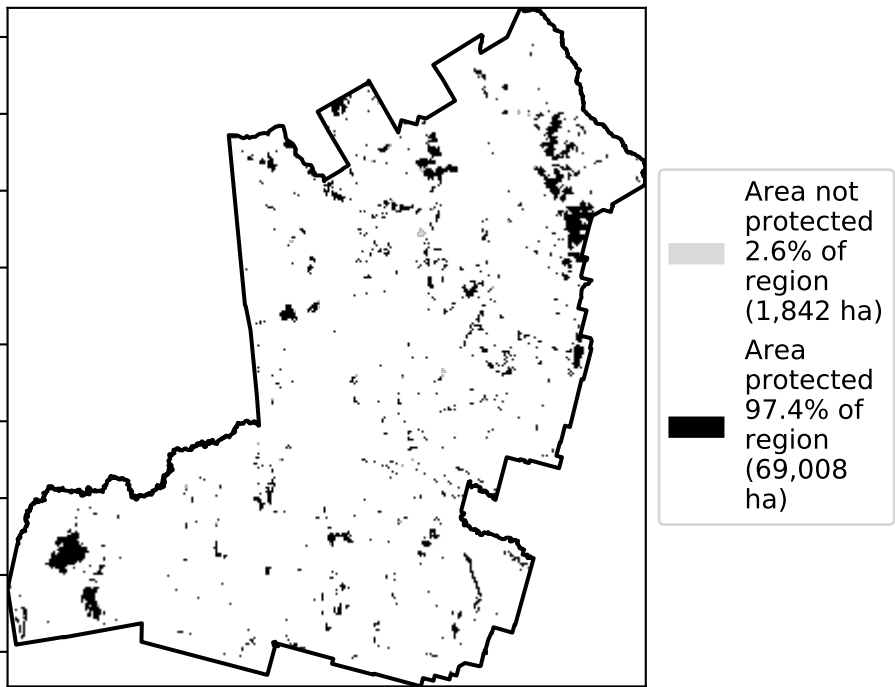 Area not
protected
2.6% of
region
(1,842 ha)
Area
protected
97.4% of
region
(69,008
ha)